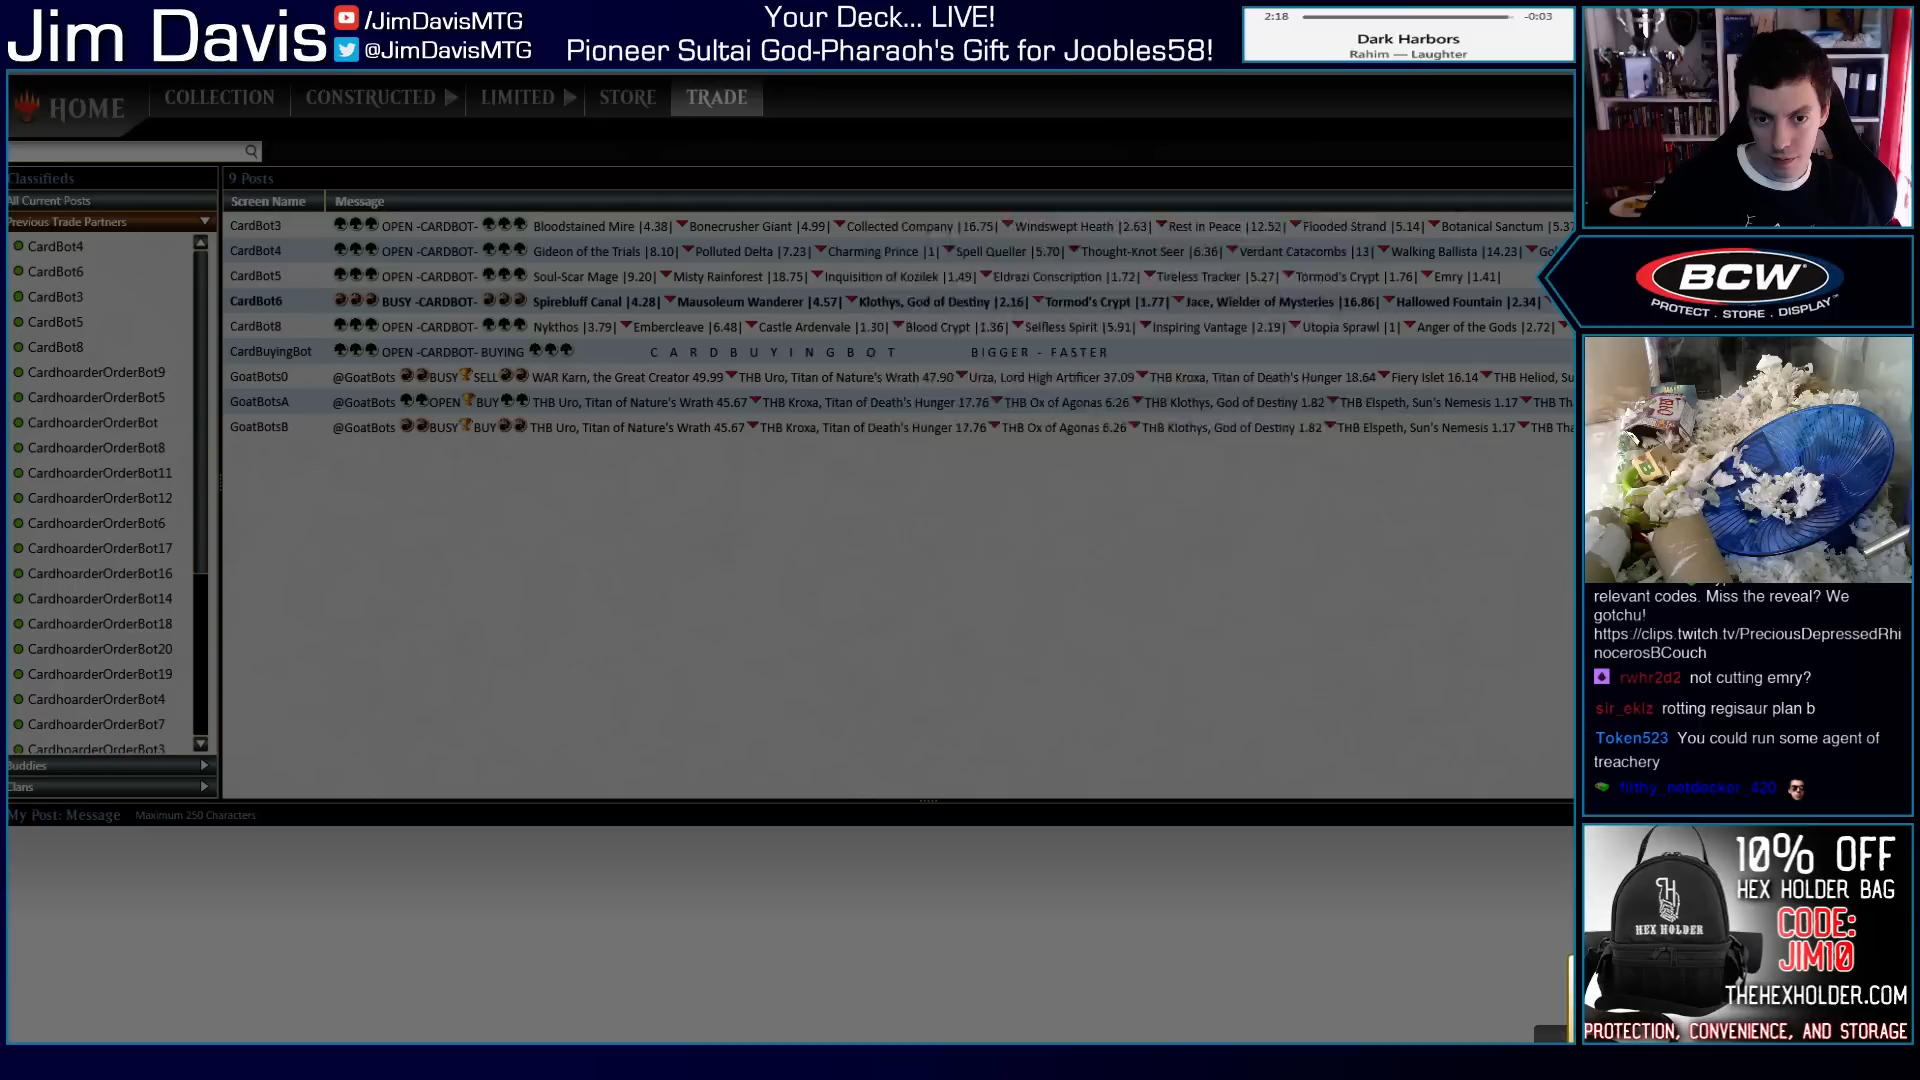 Jim Davis
/JimDavisMTG
@JimDavisMTG
Your Deck... LIVE!
Pioneer Sultai God-Pharaoh's Gift for Joobles58!
2:18 -0:03
Dark Harbors
Rahim — Laughter
HOME COLLECTION CONSTRUCTED LIMITED STORE TRADE
Classifieds
All Current Posts
Previous Trade Partners
CardBot4
CardBot6
CardBot3
CardBot5
CardBot8
CardhoarderOrderBot9
CardhoarderOrderBot5
CardhoarderOrderBot
CardhoarderOrderBot8
CardhoarderOrderBot11
CardhoarderOrderBot12
CardhoarderOrderBot6
CardhoarderOrderBot17
CardhoarderOrderBot16
CardhoarderOrderBot14
CardhoarderOrderBot18
CardhoarderOrderBot20
CardhoarderOrderBot19
CardhoarderOrderBot4
CardhoarderOrderBot7
CardhoarderOrderBot3
Buddies
Clans
9 Posts
Screen Name Message
CardBot3 OPEN -CARDBOT- Bloodstained Mire |4.38| Bonecrusher Giant |4.99| Collected Company |16.75| Windswept Heath |2.63| Rest in Peace |12.52| Flooded Strand |5.14| Botanical Sanctum |5.37
CardBot4 OPEN -CARDBOT- Gideon of the Trials |8.10| Polluted Delta |7.23| Charming Prince |1| Spell Queller |5.70| Thought-Knot Seer |6.36| Verdant Catacombs |13| Walking Ballista |14.23| Go
CardBot5 OPEN -CARDBOT- Soul-Scar Mage |9.20| Misty Rainforest |18.75| Inquisition of Kozilek |1.49| Eldrazi Conscription |1.72| Tireless Tracker |5.27| Tormod's Crypt |1.76| Emry |1.41|
CardBot6 BUSY -CARDBOT- Spirebluff Canal |4.28| Mausoleum Wanderer |4.57| Klothys, God of Destiny |2.16| Tormod's Crypt |1.77| Jace, Wielder of Mysteries |16.86| Hallowed Fountain |2.34|
CardBot8 OPEN -CARDBOT- Nykthos |3.79| Embercleave |6.48| Castle Ardenvale |1.30| Blood Crypt |1.36| Selfless Spirit |5.91| Inspiring Vantage |2.19| Utopia Sprawl |1| Anger of the Gods |2.72|
CardBuyingBot OPEN -CARDBOT- BUYING C A R D B U Y I N G B O T BIGGER - FASTER
GoatBots0 @GoatBots BUSY SELL WAR Karn, the Great Creator 49.99 THB Uro, Titan of Nature's Wrath 47.90 Urza, Lord High Artificer 37.09 THB Kroxa, Titan of Death's Hunger 18.64 Fiery Islet 16.14 THB Heliod, Su
GoatBotsA @GoatBots OPEN BUY THB Uro, Titan of Nature's Wrath 45.67 THB Kroxa, Titan of Death's Hunger 17.76 THB Ox of Agonas 6.26 THB Klothys, God of Destiny 1.82 THB Elspeth, Sun's Nemesis 1.17 THB Th
GoatBotsB @GoatBots BUSY BUY THB Uro, Titan of Nature's Wrath 45.67 THB Kroxa, Titan of Death's Hunger 17.76 THB Ox of Agonas 6.26 THB Klothys, God of Destiny 1.82 THB Elspeth, Sun's Nemesis 1.17 THB Tha
My Post: Message Maximum 250 Characters
BCW
PROTECT . STORE . DISPLAY
relevant codes. Miss the reveal? We
gotchu!
https://clips.twitch.tv/PreciousDepressedRhi
nocerosBCouch
rwhr2d2 not cutting emry?
sir_ekiz rotting regisaur plan b
Token523 You could run some agent of
treachery
filthy_notdecker_420
10% OFF
HEX HOLDER BAG
CODE:
JIM10
HEX HOLDER
THEHEXHOLDER.COM
PROTECTION, CONVENIENCE, AND STORAGE